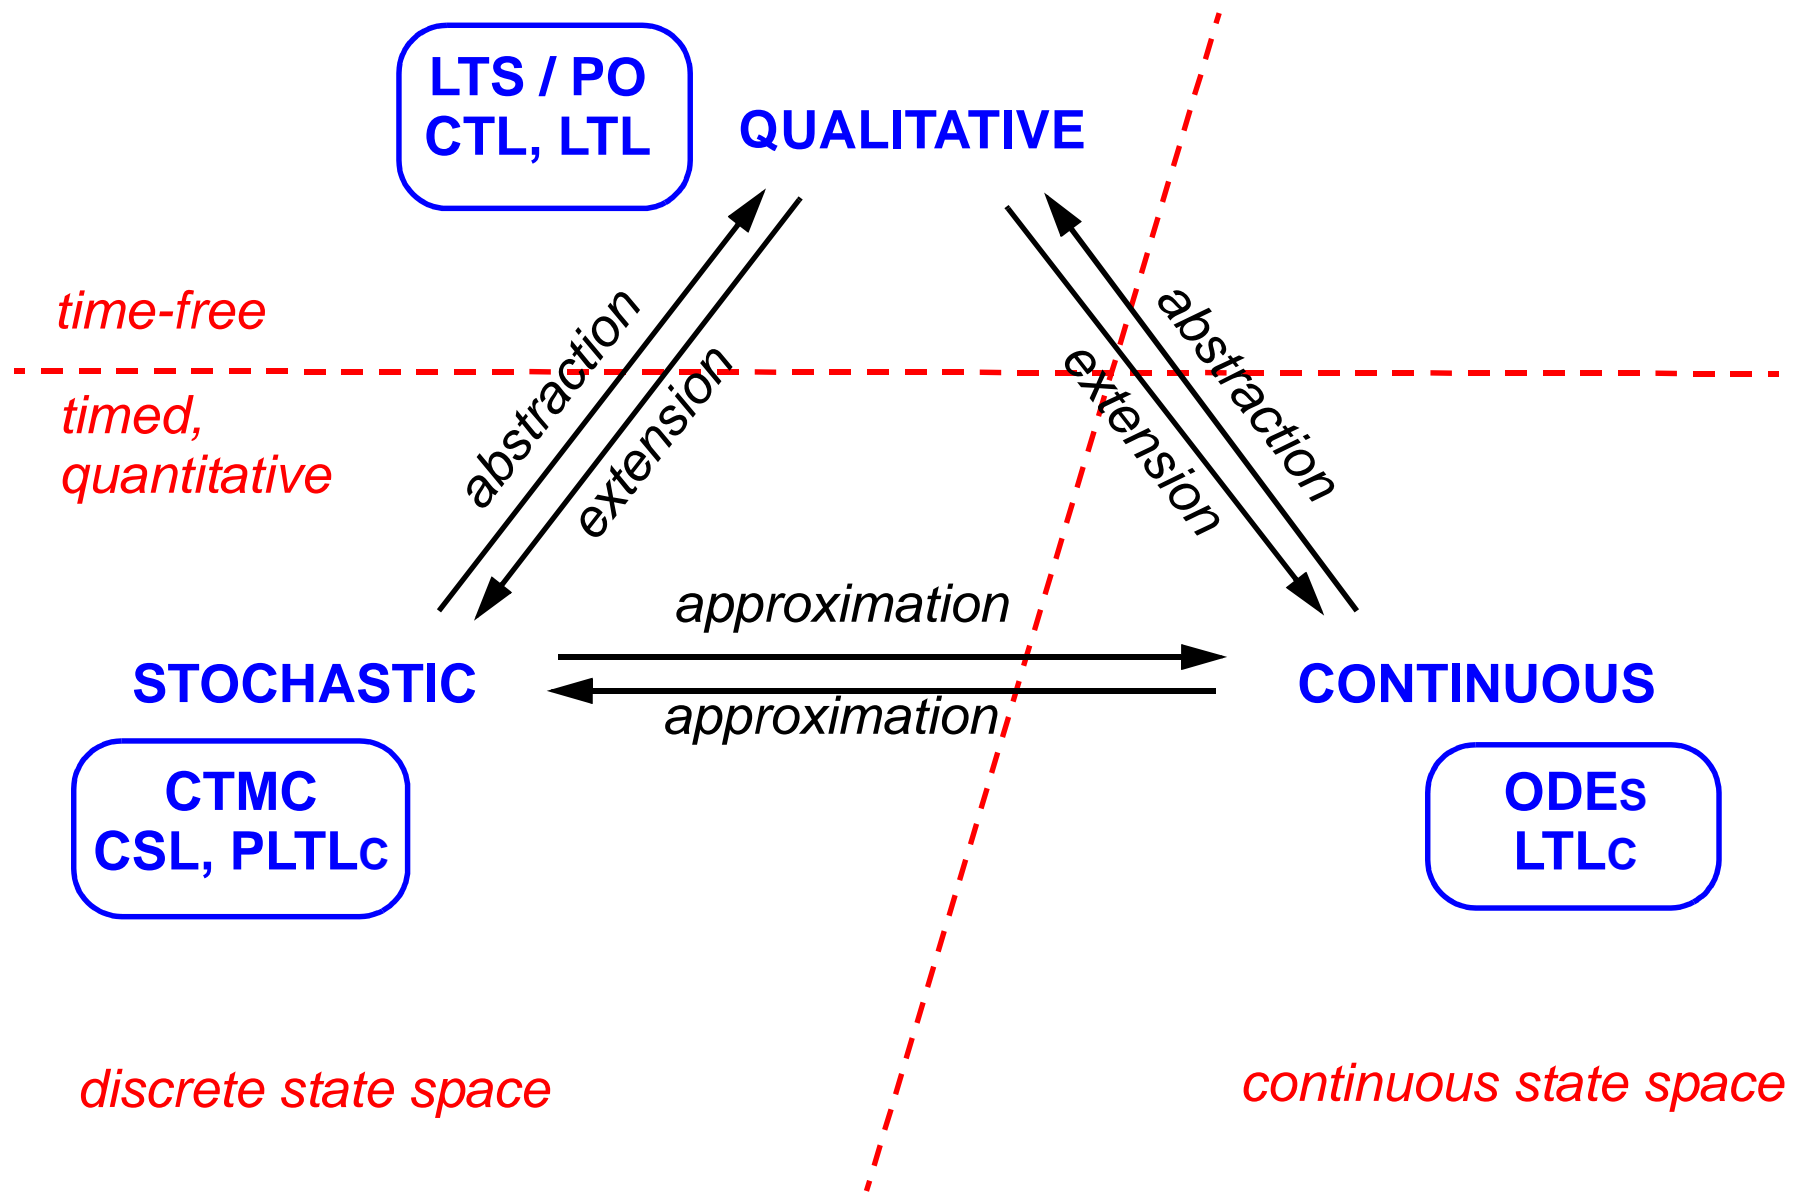 LTS / PO
CTL, LTL
QUALITATIVE
time-free
timed,
quantitative
abstraction
extension
extension
abstraction
approximation
approximation
STOCHASTIC
CONTINUOUS
CTMC
CSL, PLTLC
ODES
LTLC
discrete state space
continuous state space